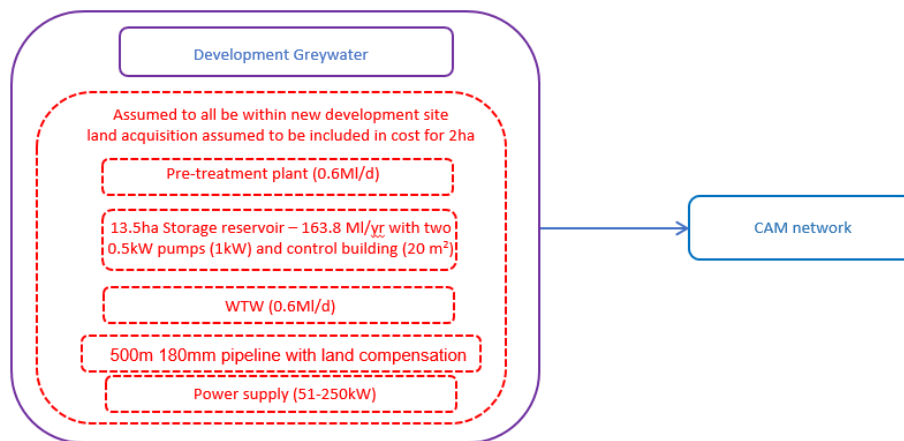 Development Greywater
Assumed to all be within new development site
land acquisition assumed to be included in cost for 2ha
Pre-treatment plant (0.6Ml/d)
13.5ha Storage reservoir – 163.8 Ml/yr with two
0.5kW pumps (1kW) and control building (20 m²)
CAM network
WTW (0.6Ml/d)
500m 180mm pipeline with land compensation
Power supply (51-250kW)